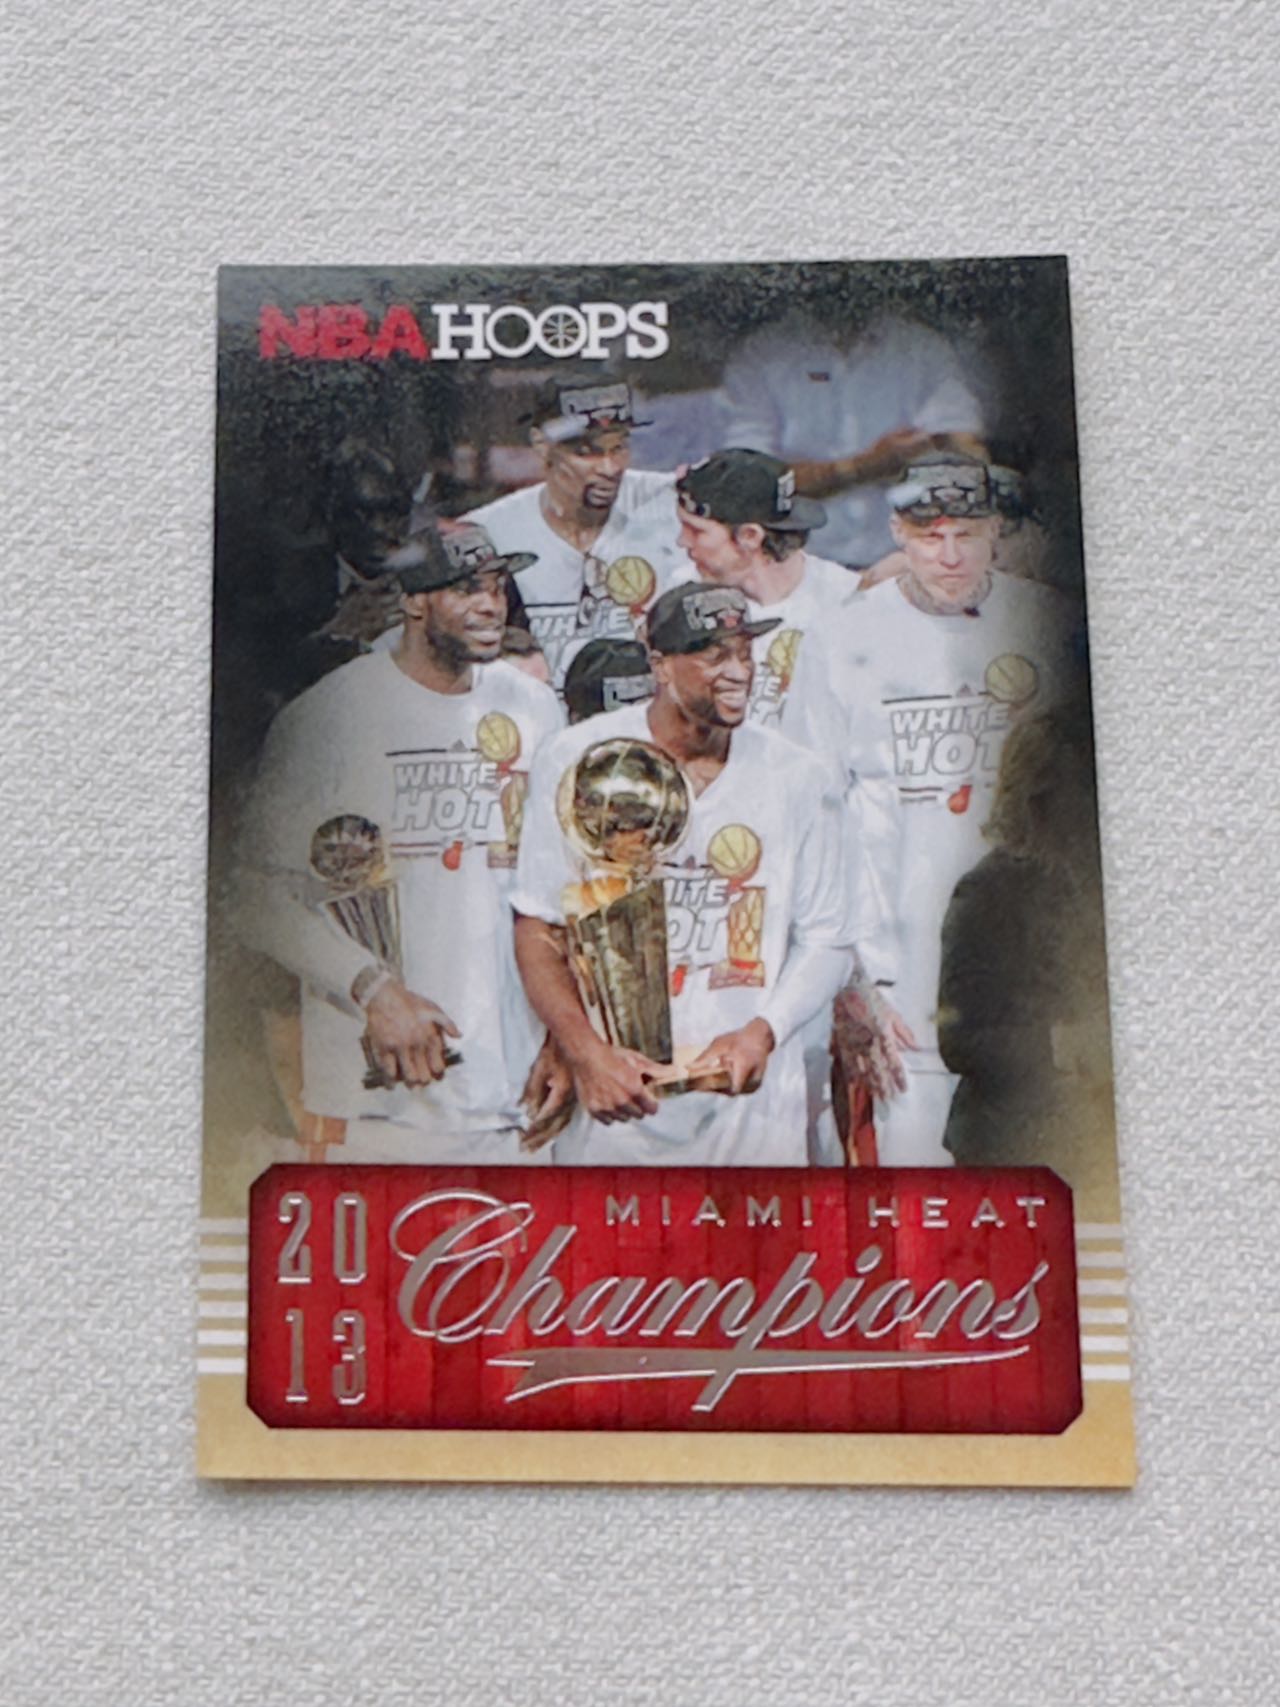 NBA HOOPS
WHITE
HOT
WHITE
HOT
WHITE
HOT
20
13
MIAMI HEAT
Champions